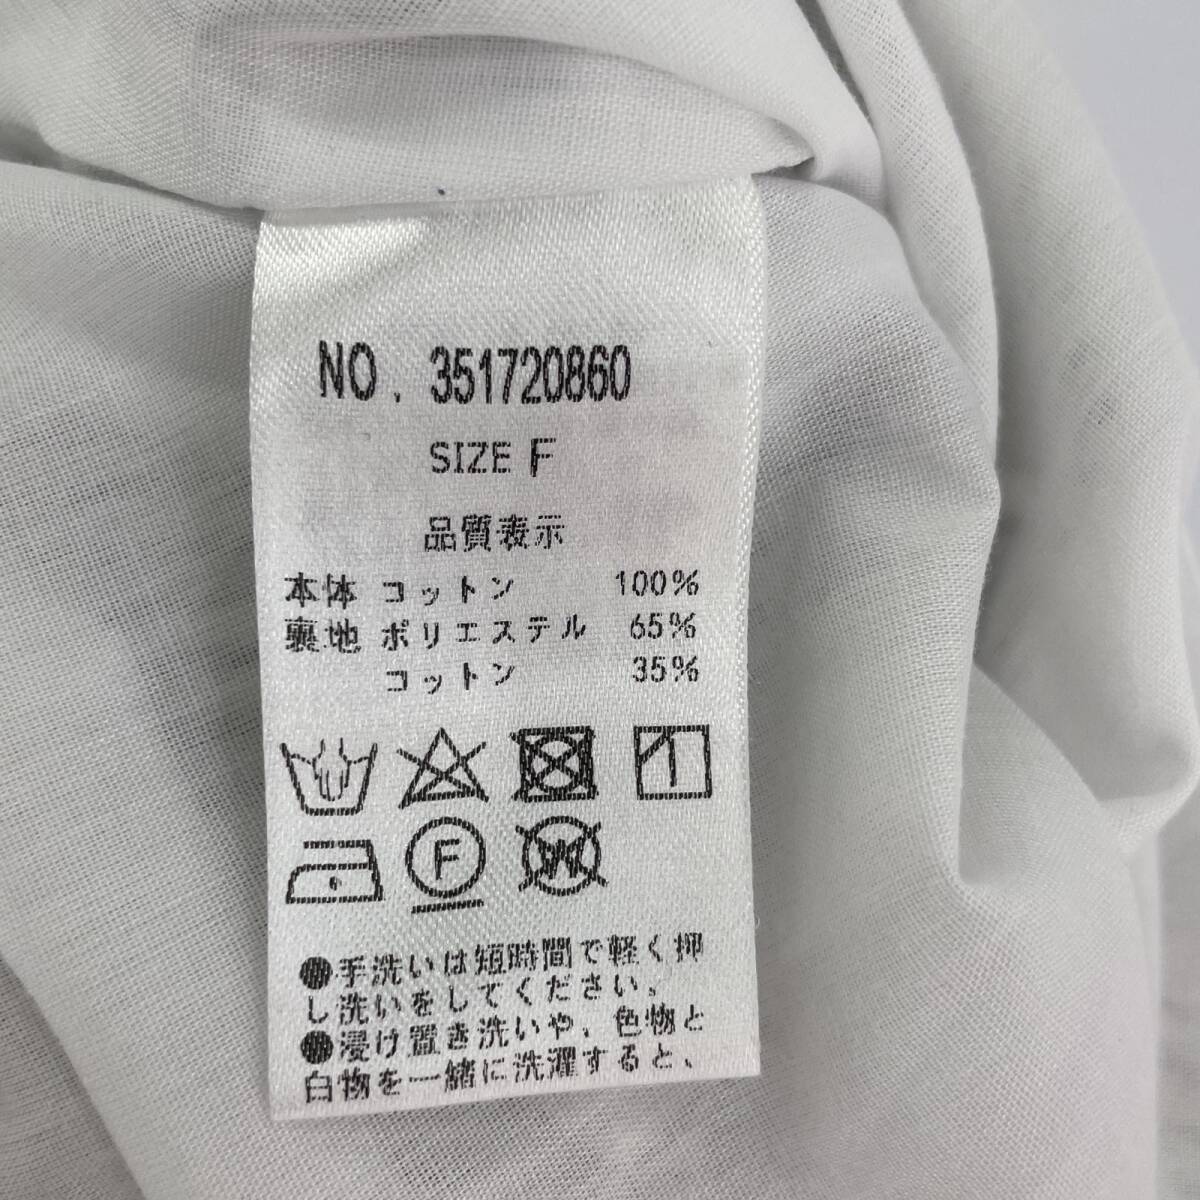 NO. 351720860
SIZE F
品質表示
本体 コットン 100%
裏地 ポリエステル 65%
コットン 35%
F W
●手洗いは短時間で軽く押
し洗いをしてください。
●浸け置き洗いや、色物と
白物を一緒に洗濯すると、